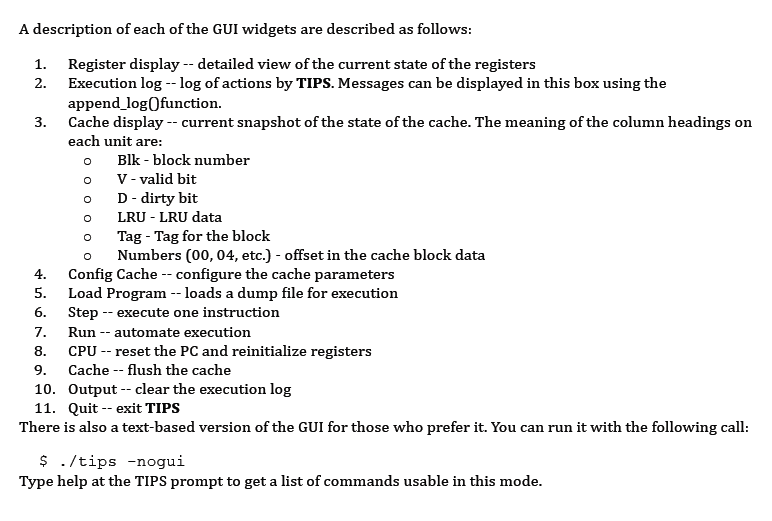 A description of each of the GUI widgets are described as follows:
1. Register display -- detailed view of the current state of the registers
2. Execution log -- log of actions by TIPS. Messages can be displayed in this box using the
append_log()function.
3. Cache display -- current snapshot of the state of the cache. The meaning of the column headings on
each unit are:
o Blk - block number
o V - valid bit
o D - dirty bit
o LRU - LRU data
o Tag - Tag for the block
o Numbers (00, 04, etc.) - offset in the cache block data
4. Config Cache -- configure the cache parameters
5. Load Program -- loads a dump file for execution
6. Step -- execute one instruction
7. Run -- automate execution
8. CPU -- reset the PC and reinitialize registers
9. Cache -- flush the cache
10. Output -- clear the execution log
11. Quit -- exit TIPS
There is also a text-based version of the GUI for those who prefer it. You can run it with the following call:
$ ./tips -nogui
Type help at the TIPS prompt to get a list of commands usable in this mode.